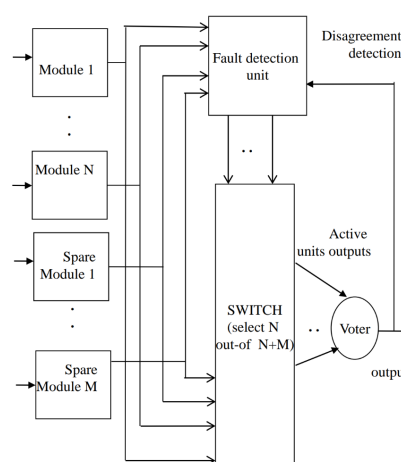 Disagreement
detection
Fault detection
unit
Module 1
. .
Module N
Spare
Module 1
Active
units outputs
SWITCH
(select N
out-of N+M)
. .
Voter
Spare
Module M